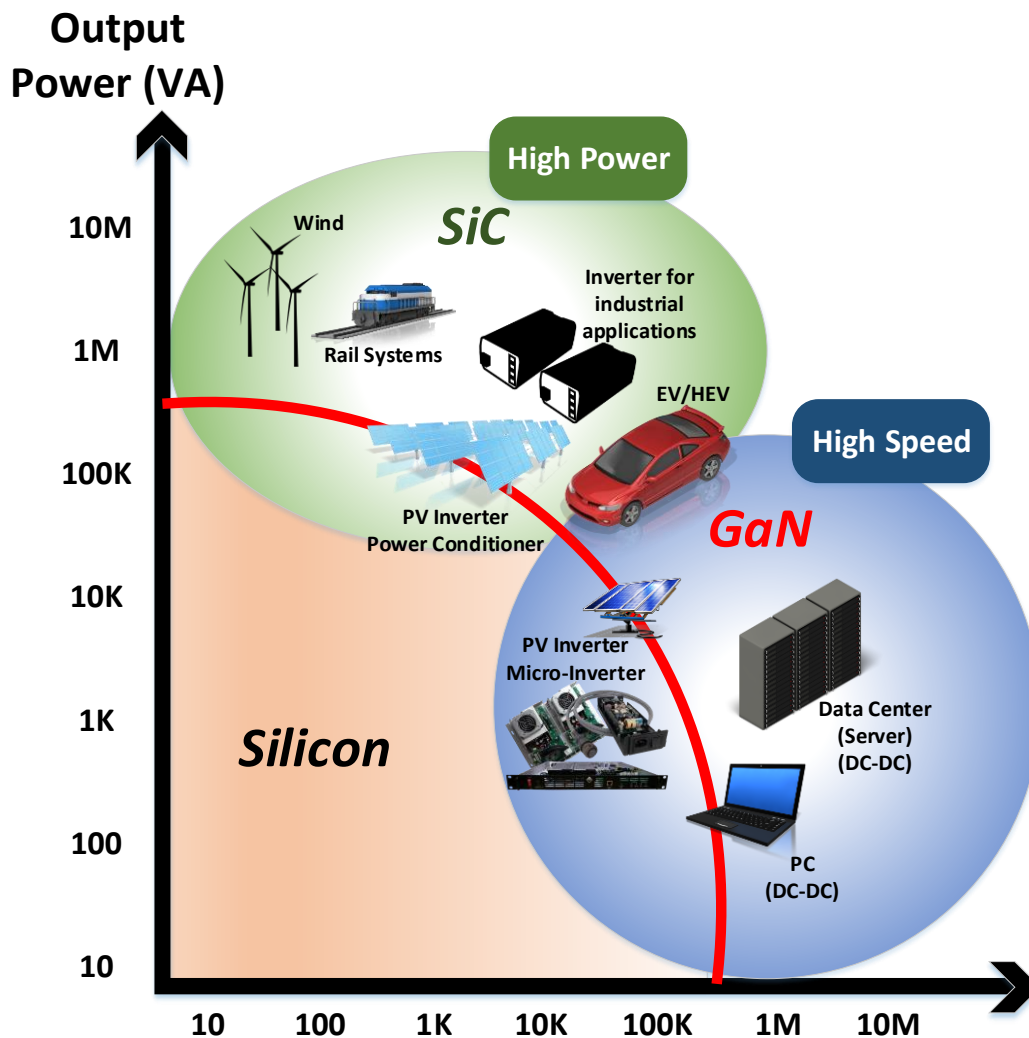 Output
Power (VA)
High Power
10M
SiC
Wind
Inverter for
industrial
applications
1M
Rail Systems
EV/HEV
High Speed
100K
PV Inverter
Power Conditioner
GaN
10K
PV Inverter
Micro-Inverter
1K
Silicon
Data Center
(Server)
(DC-DC)
100
PC
(DC-DC)
10
10 100 1K 10K 100K 1M 10M